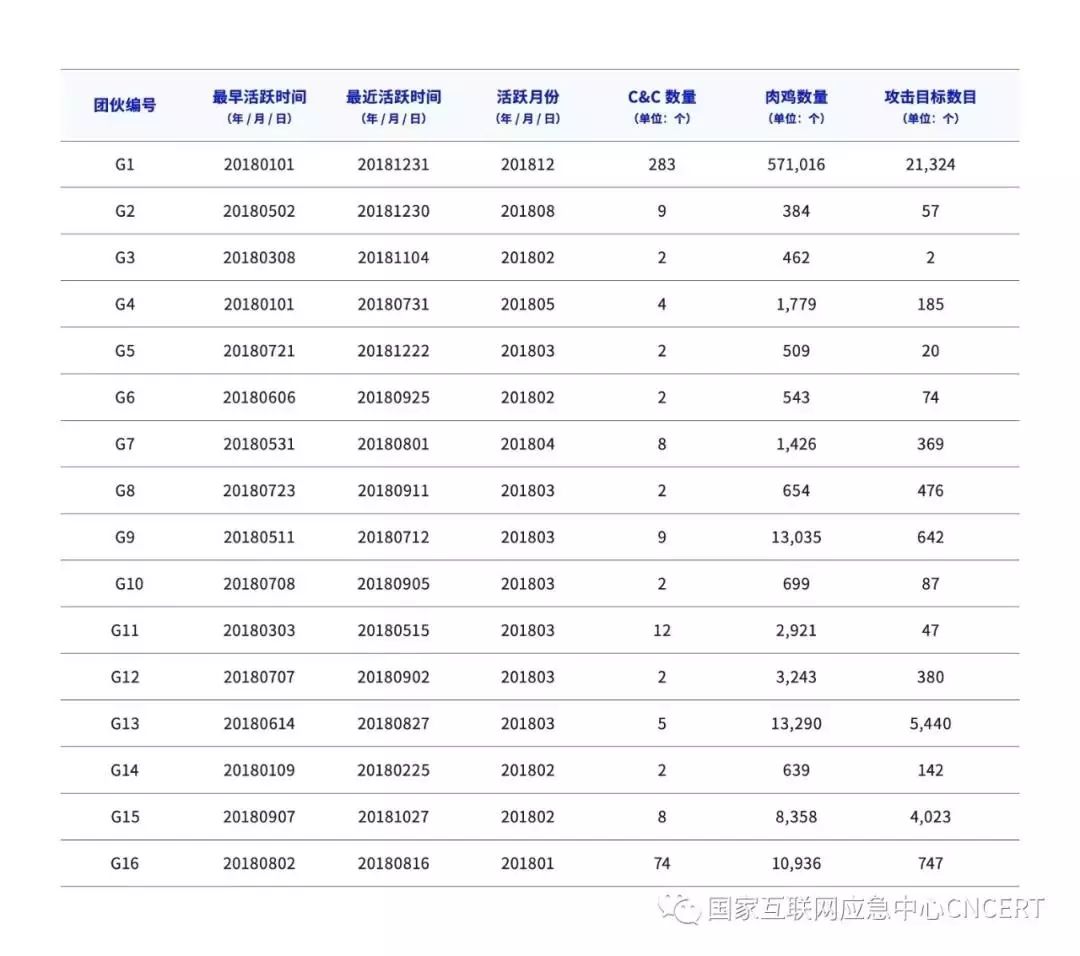 团伙编号 最早活跃时间 最近活跃时间 活跃月份 C&C 数量 肉鸡数量 攻击目标数目
（年 / 月 / 日） （年 / 月 / 日） （年 / 月 / 日） （单位：个） （单位：个） （单位：个）
G1 20180101 20181231 201812 283 571,016 21,324
G2 20180502 20181230 201808 9 384 57
G3 20180308 20181104 201802 2 462 2
G4 20180101 20180731 201805 4 1,779 185
G5 20180721 20181222 201803 2 509 20
G6 20180606 20180925 201802 2 543 74
G7 20180531 20180801 201804 8 1,426 369
G8 20180723 20180911 201803 2 654 476
G9 20180511 20180712 201803 9 13,035 642
G10 20180708 20180905 201803 2 699 87
G11 20180303 20180515 201803 12 2,921 47
G12 20180707 20180902 201803 2 3,243 380
G13 20180614 20180827 201803 5 13,290 5,440
G14 20180109 20180225 201802 2 639 142
G15 20180907 20181027 201802 8 8,358 4,023
G16 20180802 20180816 201801 74 10,936 747
国家互联网应急中心CNCERT